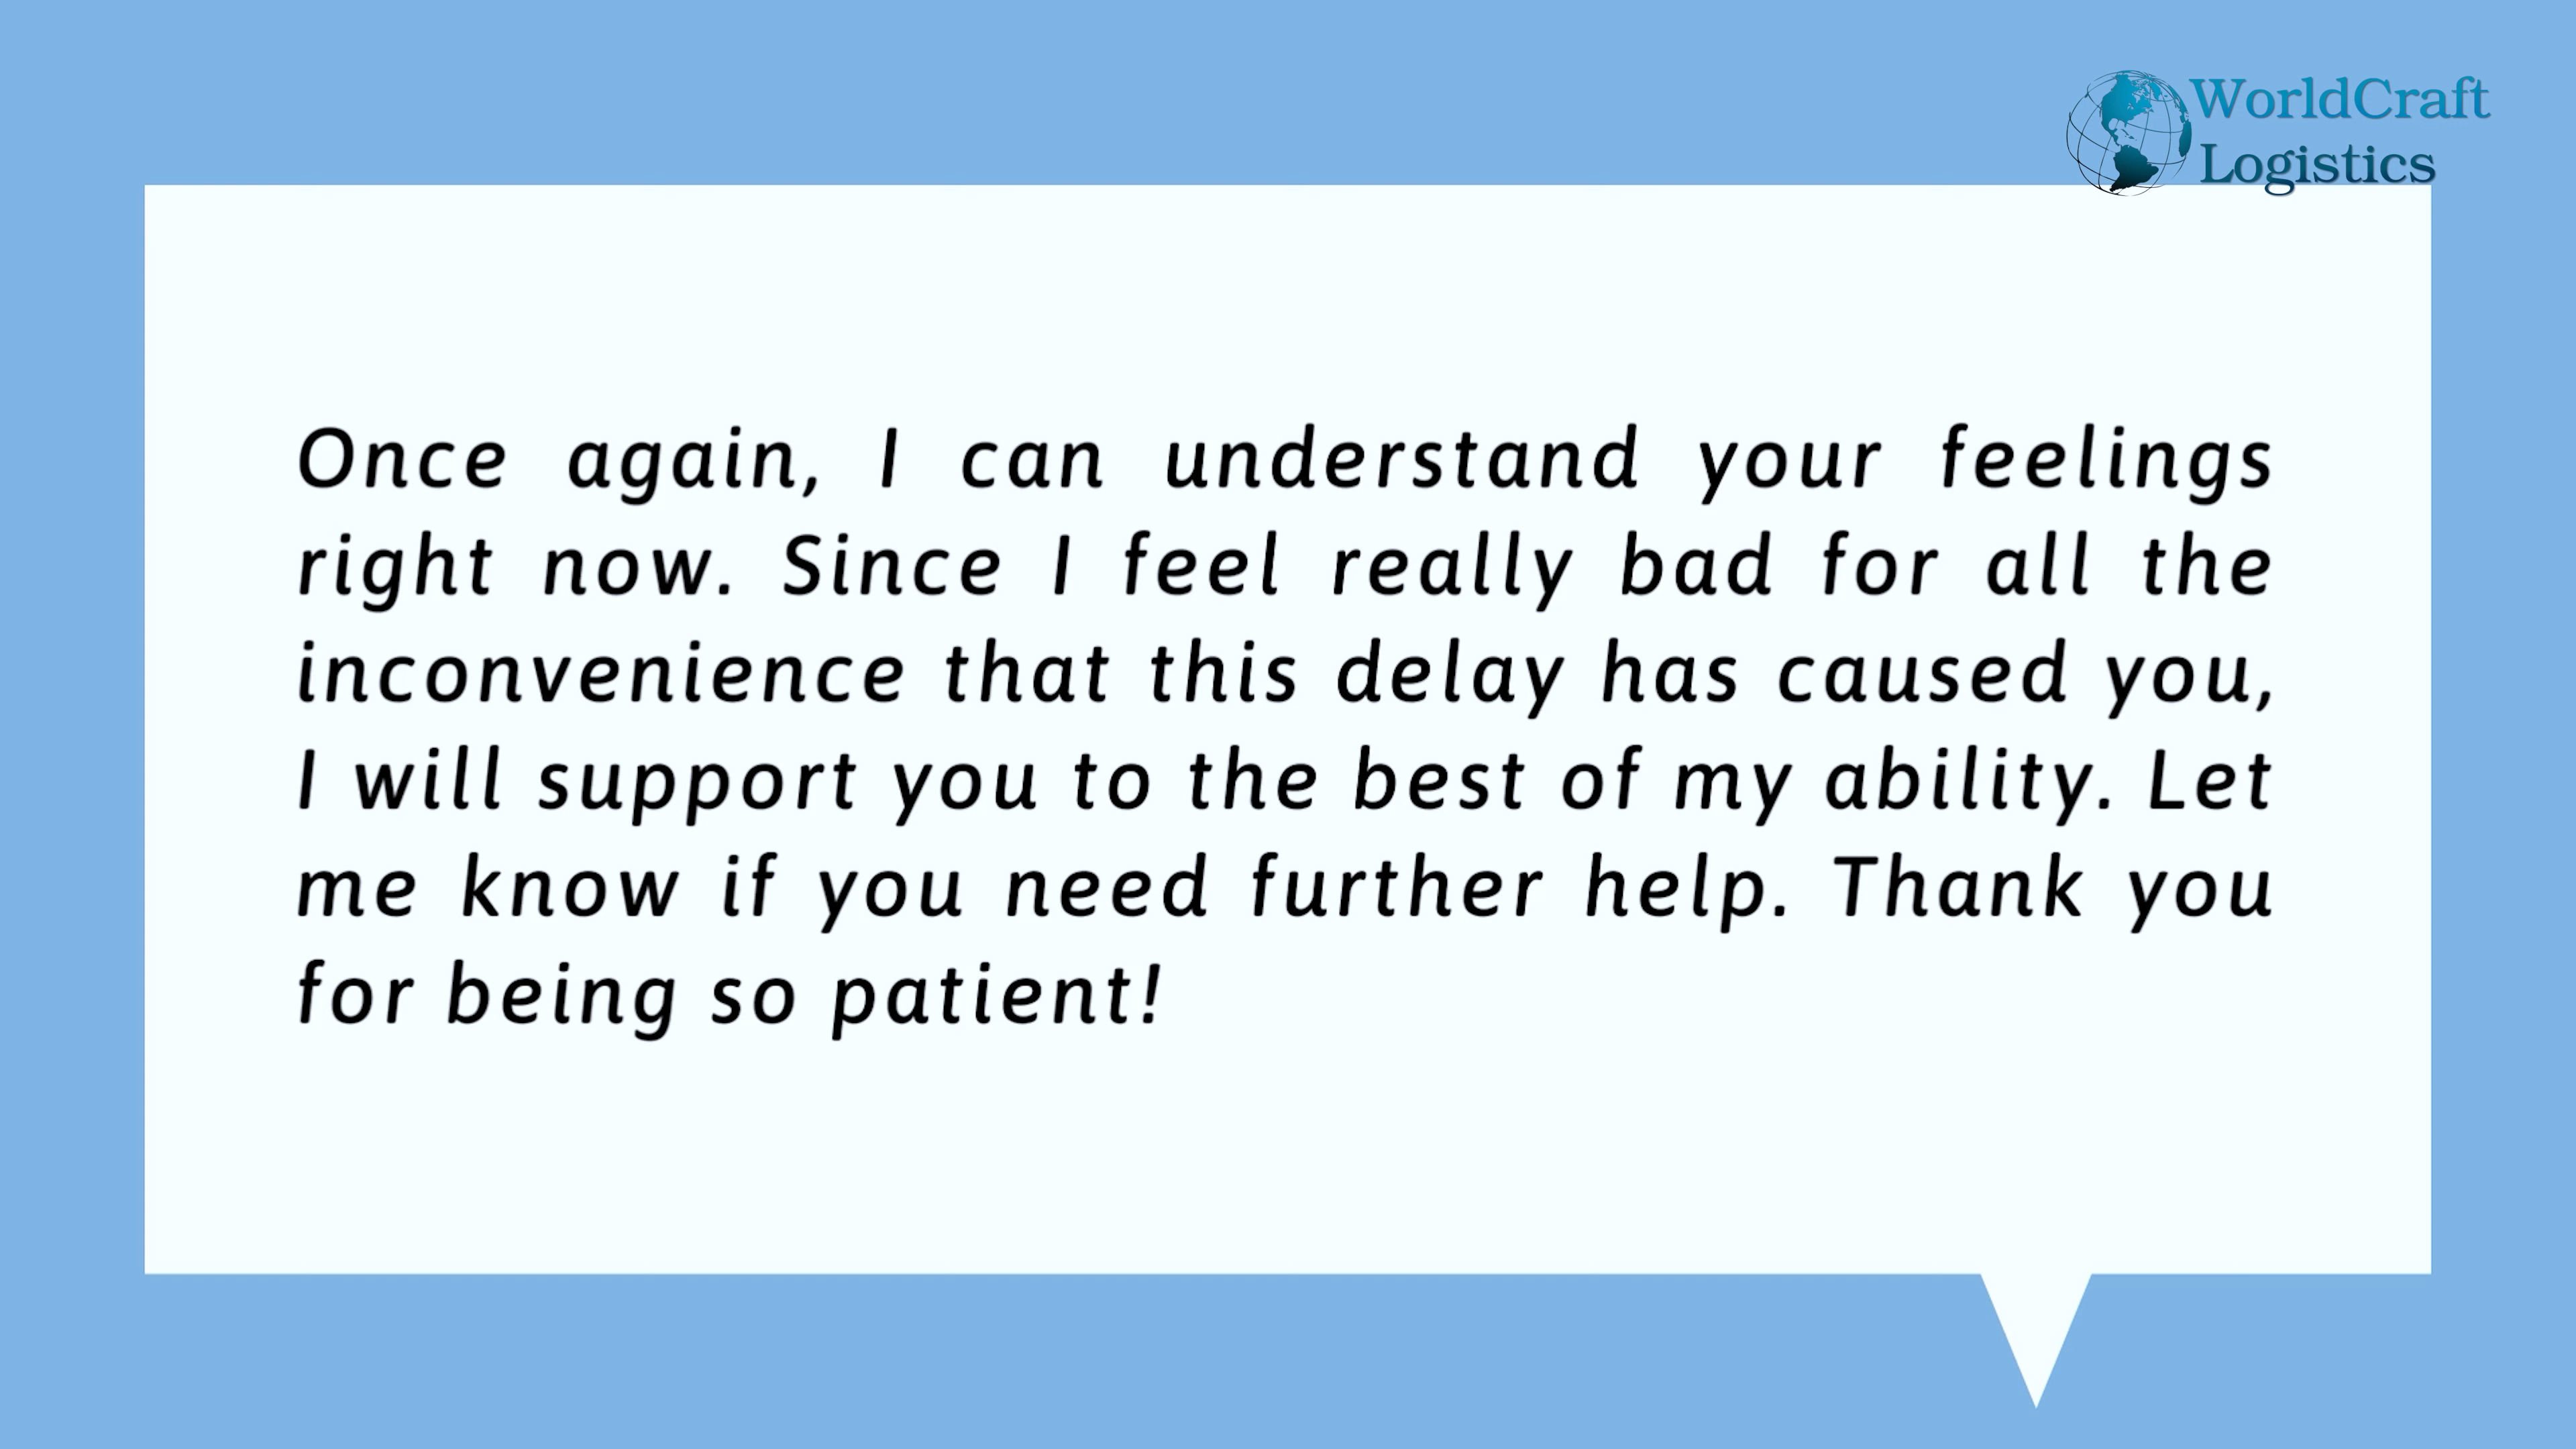 WorldCraft
Logistics
Once again, I can understand your feelings
right now. Since I feel really bad for all the
inconvenience that this delay has caused you,
I will support you to the best of my ability. Let
me know if you need further help. Thank you
for being so patient!